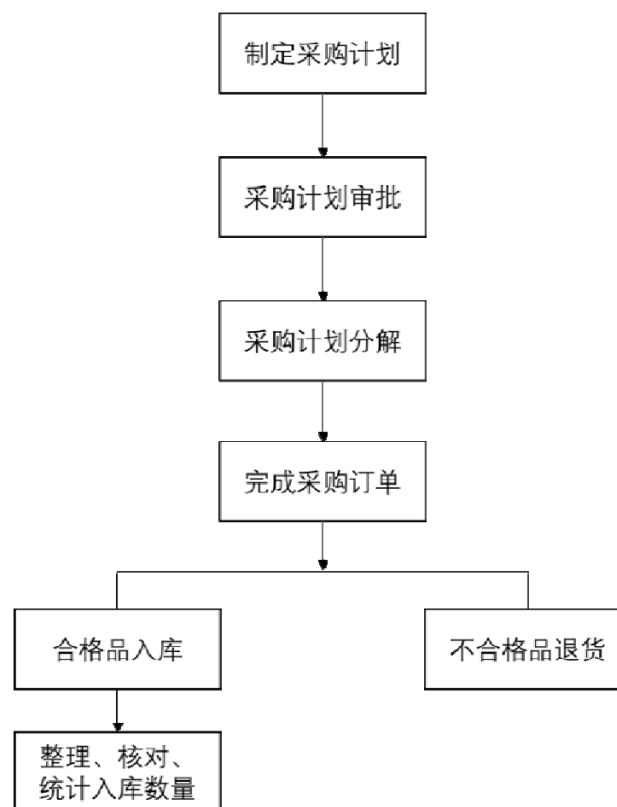 制定采购计划
采购计划审批
采购计划分解
完成采购订单
合格品入库
不合格品退货
整理、核对、
统计入库数量